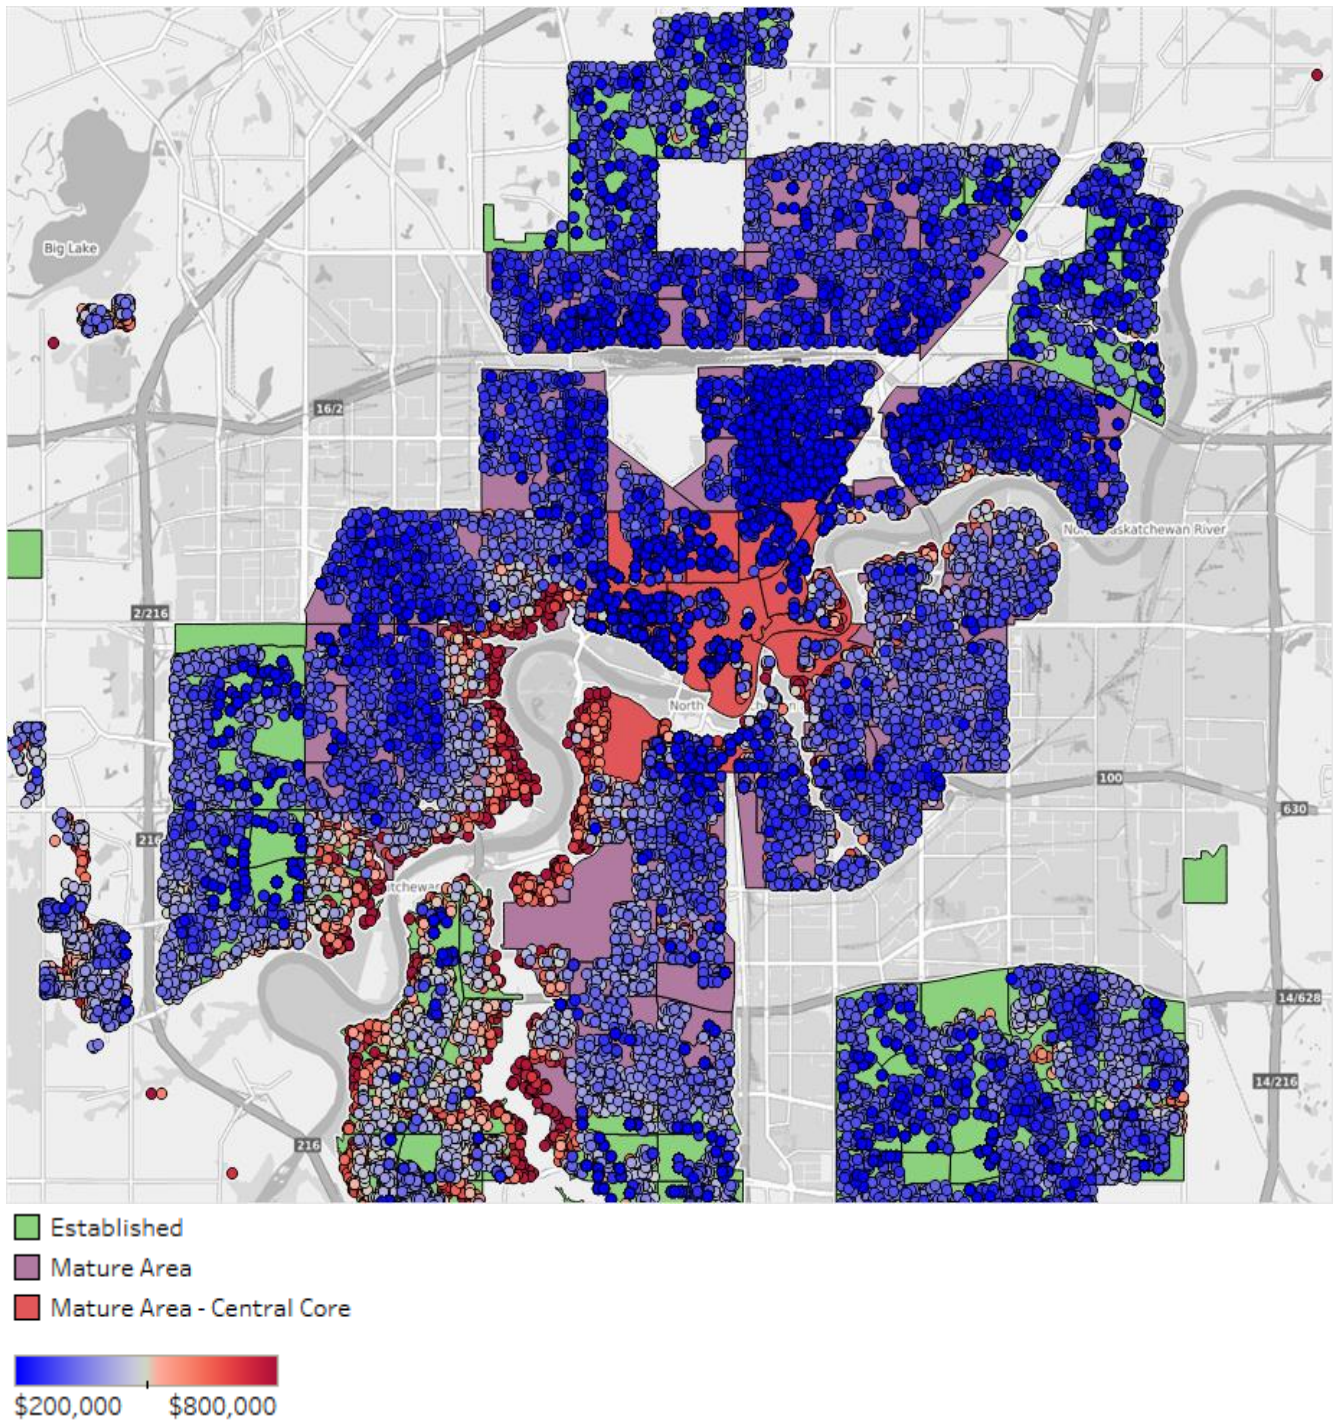 Big Lake
16/2
North Saskatchewan River
2/216
North
100
630
216
14/628
14/216
216
Established
Mature Area
Mature Area - Central Core
$200,000 $800,000